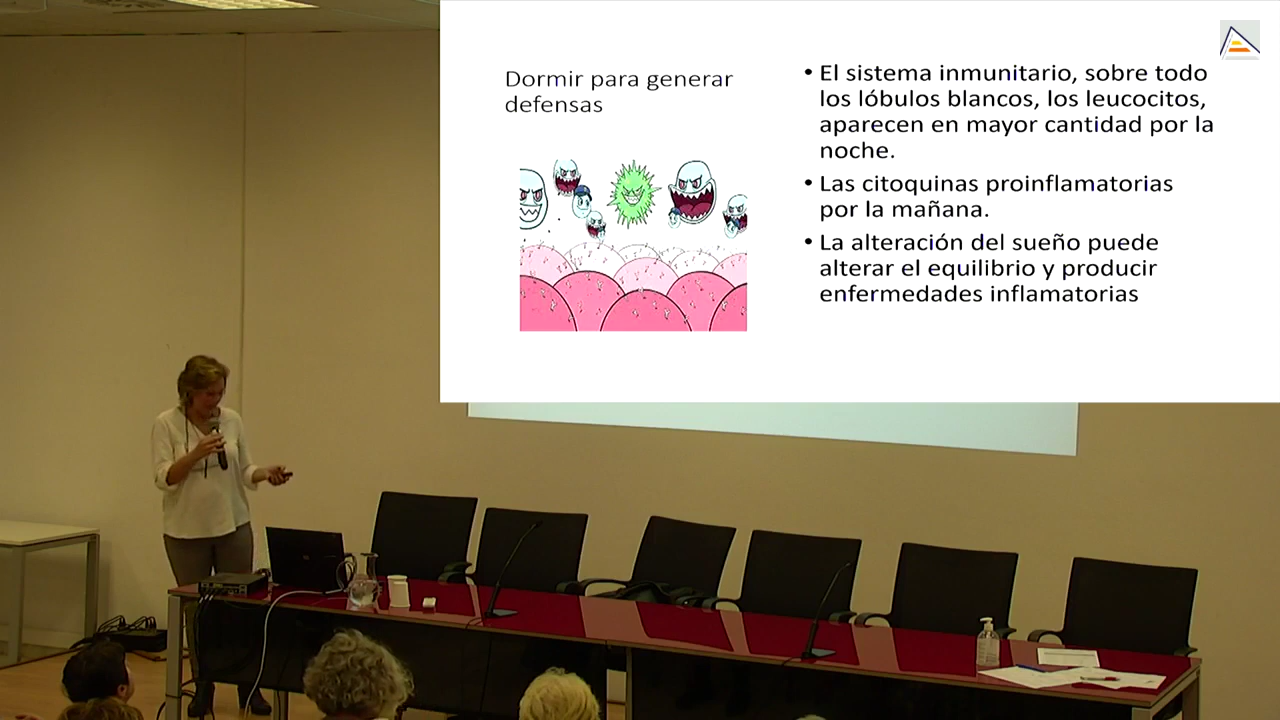 Dormir para generar
defensas
• El sistema inmunitario, sobre todo
los lóbulos blancos, los leucocitos,
aparecen en mayor cantidad por la
noche.
• Las citoquinas proinflamatorias
por la mañana.
• La alteración del sueño puede
alterar el equilibrio y producir
enfermedades inflamatorias